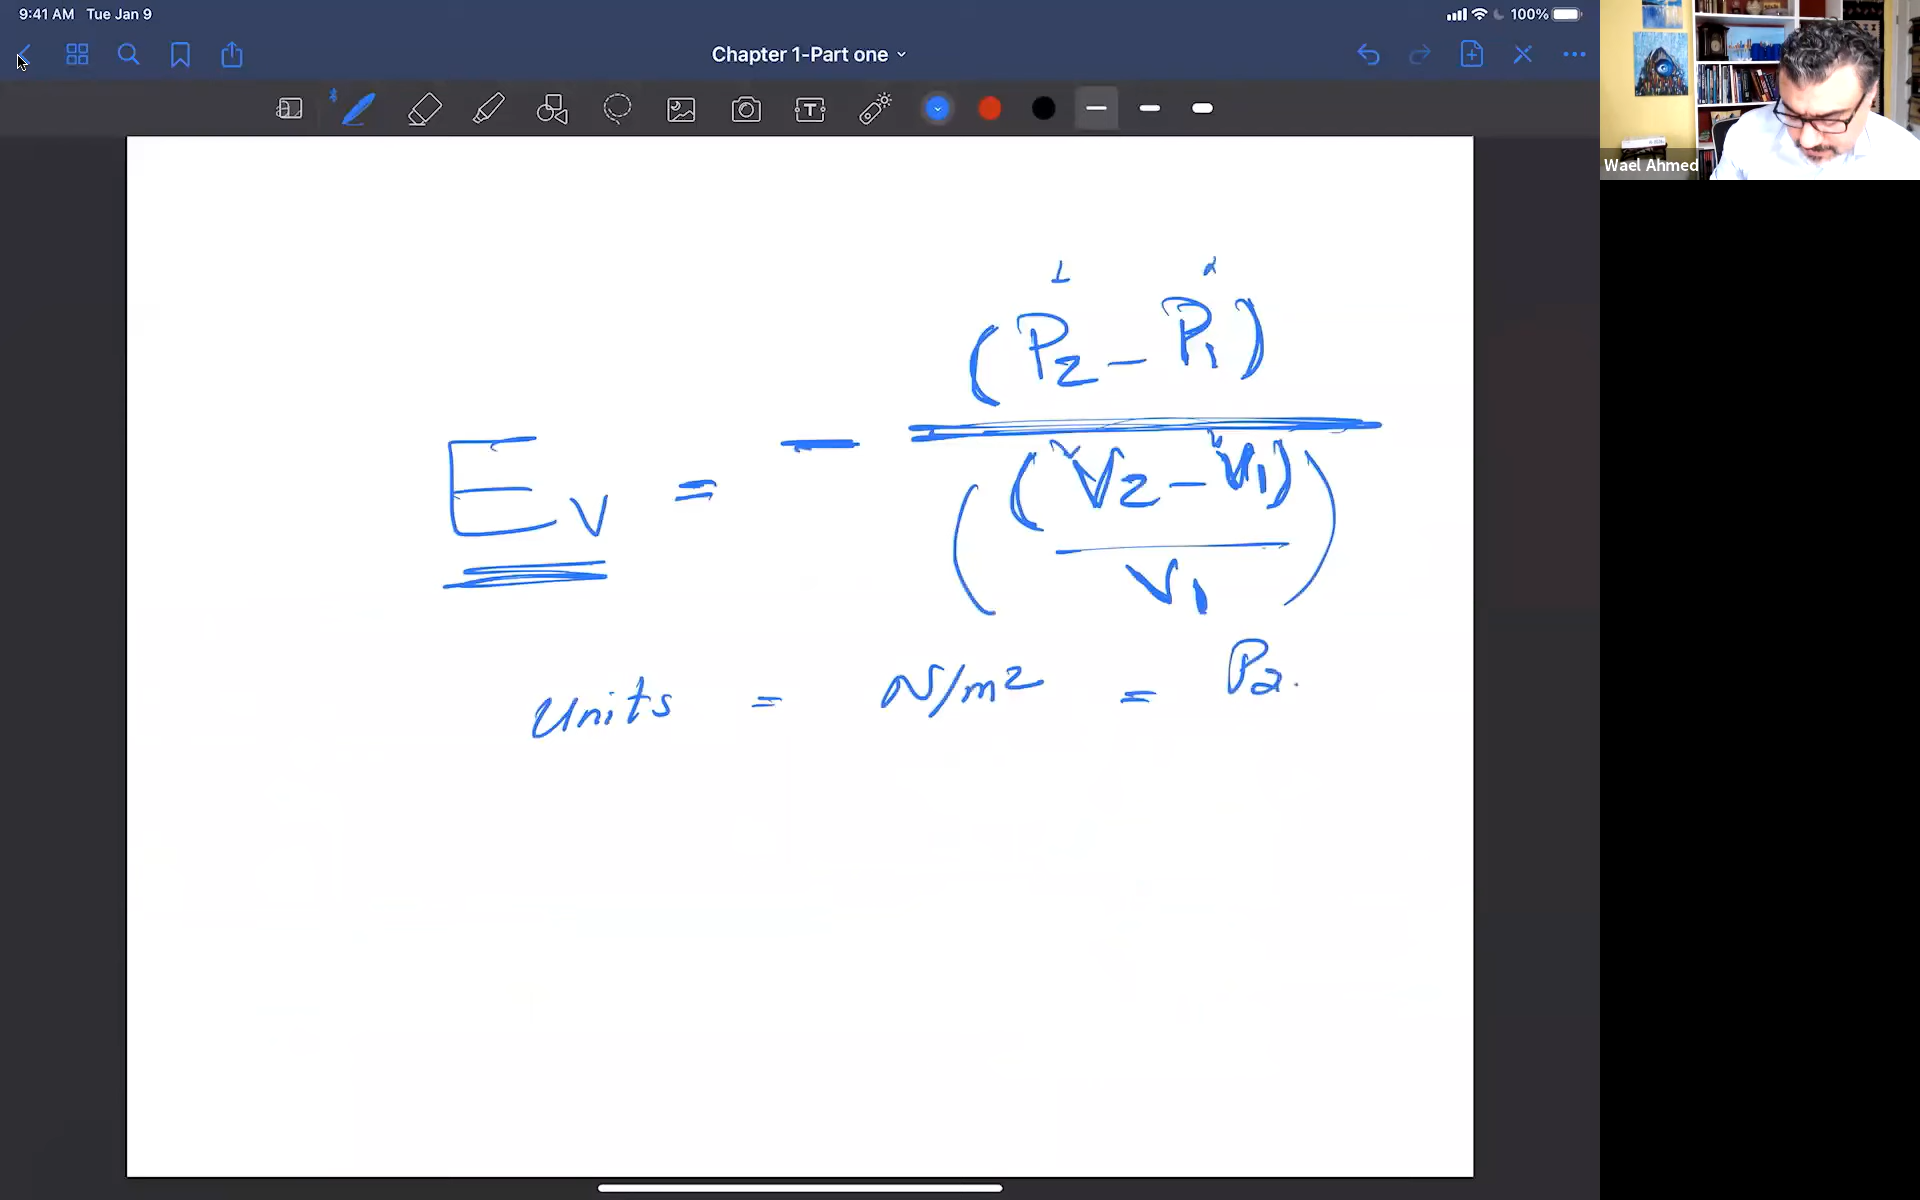 9:41 AM Tue Jan 9 100%
Chapter 1-Part one
T
Wael Ahmed
(P2 - P1)
Ev = -
(V2 - V1)
V1
Units = N/m2 = Pa.